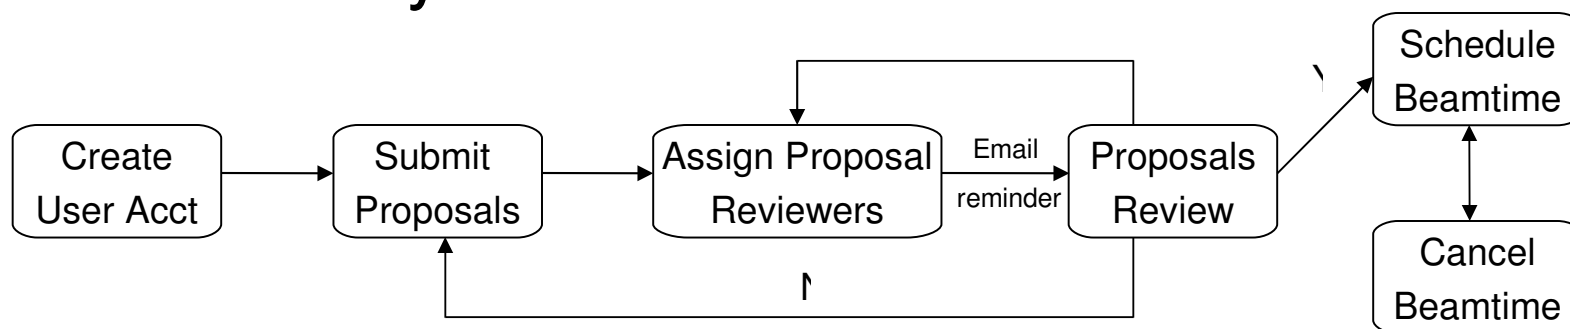 Create
User Acct
Submit
Proposals
Assign Proposal
Reviewers
Email
reminder
Proposals
Review
Schedule
Beamtime
Cancel
Beamtime